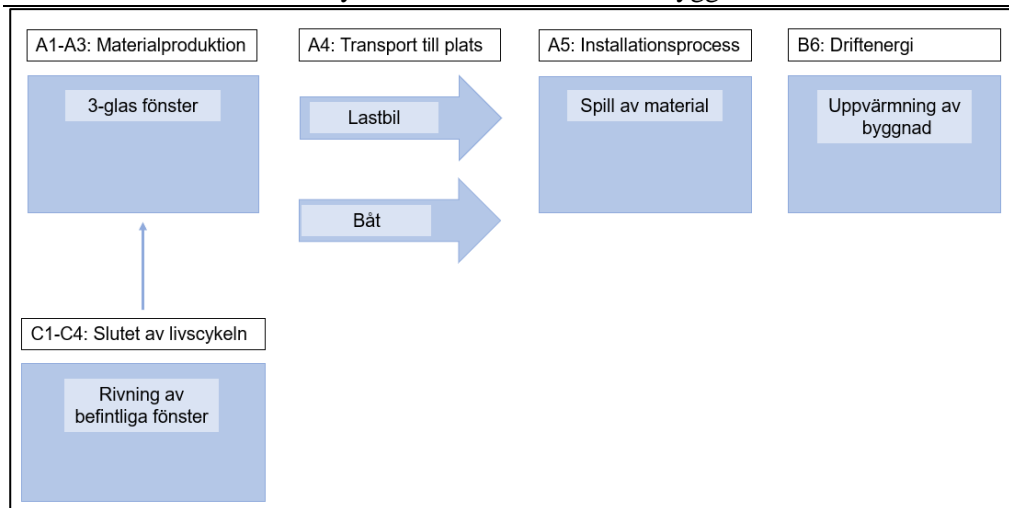 A1-A3: Materialproduktion
3-glas fönster
A4: Transport till plats
Lastbil
Båt
A5: Installationsprocess
Spill av material
B6: Driftenergi
Uppvärmning av
byggnad
C1-C4: Slutet av livscykeln
Rivning av
befintliga fönster